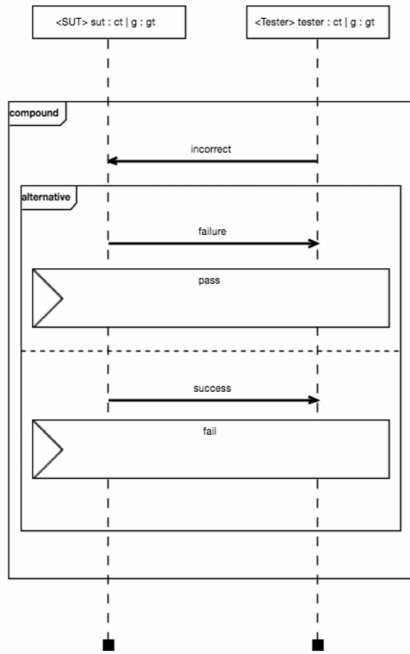 <SUT> sut : ct | g : gt
<Tester> tester : ct | g : gt
compound
incorrect
alternative
failure
pass
success
fail